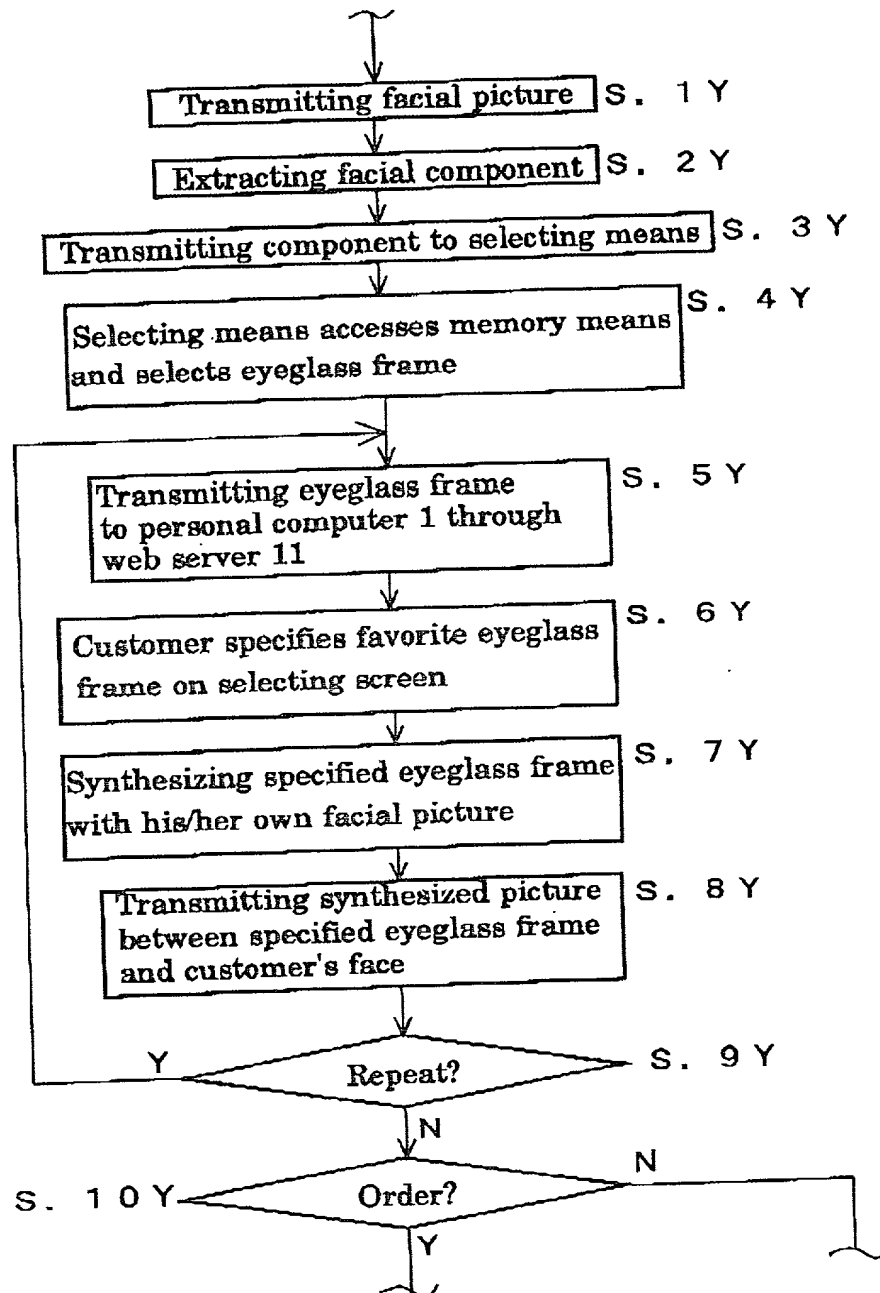 Transmitting facial picture S. 1 Y
Extracting facial component S. 2 Y
Transmitting component to selecting means S. 3 Y
Selecting means accesses memory means S. 4 Y
and selects eyeglass frame
Transmitting eyeglass frame S. 5 Y
to personal computer 1 through
web server 11
Customer specifies favorite eyeglass S. 6 Y
frame on selecting screen
Synthesizing specified eyeglass frame S. 7 Y
with his/her own facial picture
Transmitting synthesized picture S. 8 Y
between specified eyeglass frame
and customer's face
Y Repeat? S. 9 Y
N
S. 10 Y Order? N
Y